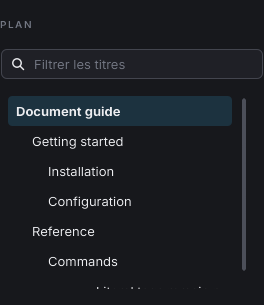 PLAN
Filtrer les titres
Document guide
Getting started
Installation
Configuration
Reference
Commands